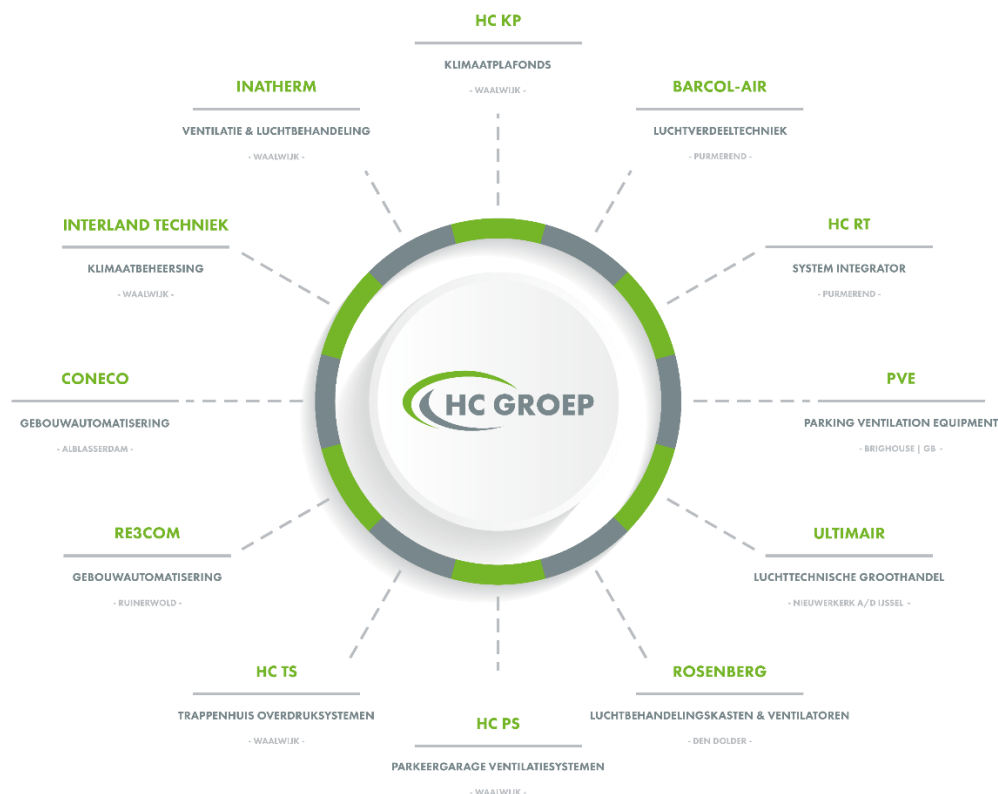 HC KP
KLIMAATPLAFONDS
- WAALWIJK -
INATHERM
VENTILATIE & LUCHTBEHANDELING
- WAALWIJK -
BARCOL-AIR
LUCHTVERDEELTECHNIEK
- PURMEREND -
INTERLAND TECHNIEK
KLIMAATBEHEERSING
- WAALWIJK -
HC RT
SYSTEM INTEGRATOR
- PURMEREND -
CONECO
GEBOUWAUTOMATISERING
- ALBLASSERDAM -
HC GROEP
PVE
PARKING VENTILATION EQUIPMENT
- BRIGHOUSE | GB -
RE3COM
GEBOUWAUTOMATISERING
- RUINERWOLD -
ULTIMAIR
LUCHTTECHNISCHE GROOTHANDEL
- NIEUWERKERK A/D IJSSEL -
HC TS
TRAPPENHUIS OVERDRUKSYSTEMEN
- WAALWIJK -
ROSENBERG
LUCHTBEHANDELINGSKASTEN & VENTILATOREN
- DEN DOLDER -
HC PS
PARKEERGARAGE VENTILATIESYSTEMEN
- WAALWIJK -